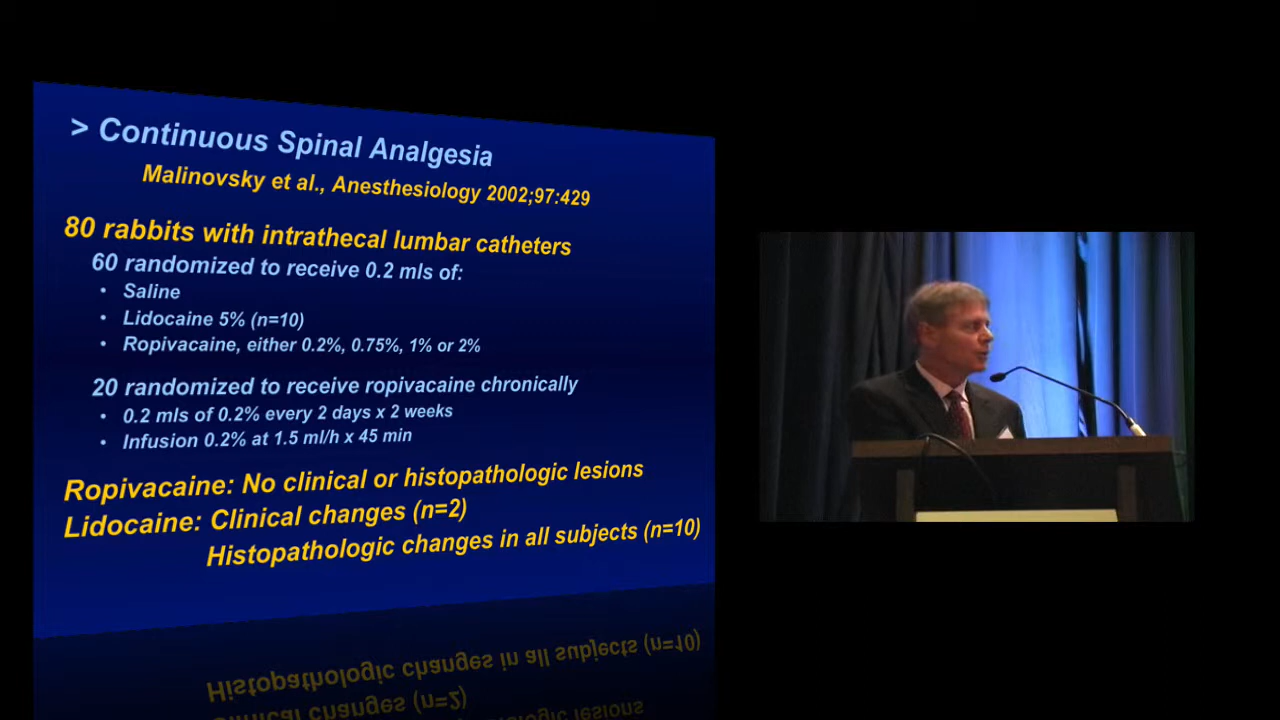 > Continuous Spinal Analgesia
Malinovsky et al., Anesthesiology 2002;97:429
80 rabbits with intrathecal lumbar catheters
60 randomized to receive 0.2 mls of:
• Saline
• Lidocaine 5% (n=10)
• Ropivacaine, either 0.2%, 0.75%, 1% or 2%
20 randomized to receive ropivacaine chronically
• 0.2 mls of 0.2% every 2 days x 2 weeks
• Infusion 0.2% at 1.5 ml/h x 45 min
Ropivacaine: No clinical or histopathologic lesions
Lidocaine: Clinical changes (n=2)
Histopathologic changes in all subjects (n=10)